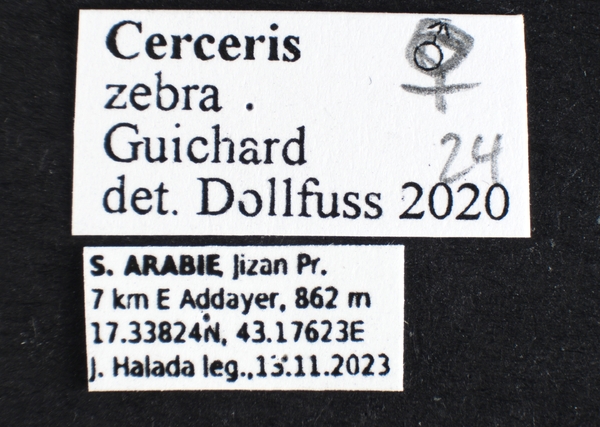 Cerceris ♂ ♀
zebra .
Guichard 24
det. Dollfuss 2020
S. ARABIE, Jizan Pr.
7 km E Addayer, 862 m
17.33824N, 43.17623E
J. Halada leg., 13.11.2023